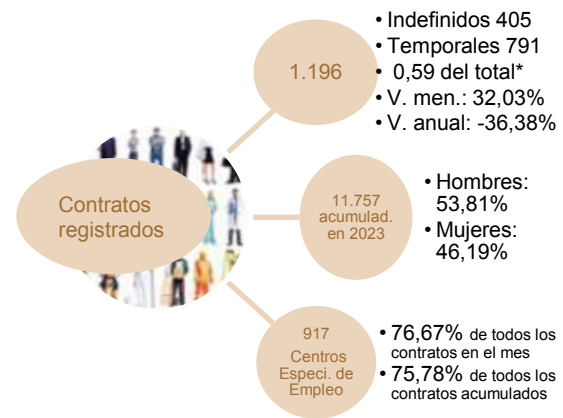 Contratos
registrados
1.196
• Indefinidos 405
• Temporales 791
• 0,59 del total*
• V. men.: 32,03%
• V. anual: -36,38%
11.757
acumulad.
en 2023
• Hombres:
53,81%
• Mujeres:
46,19%
917
Centros
Especi. de
Empleo
• 76,67% de todos los
contratos en el mes
• 75,78% de todos los
contratos acumulados